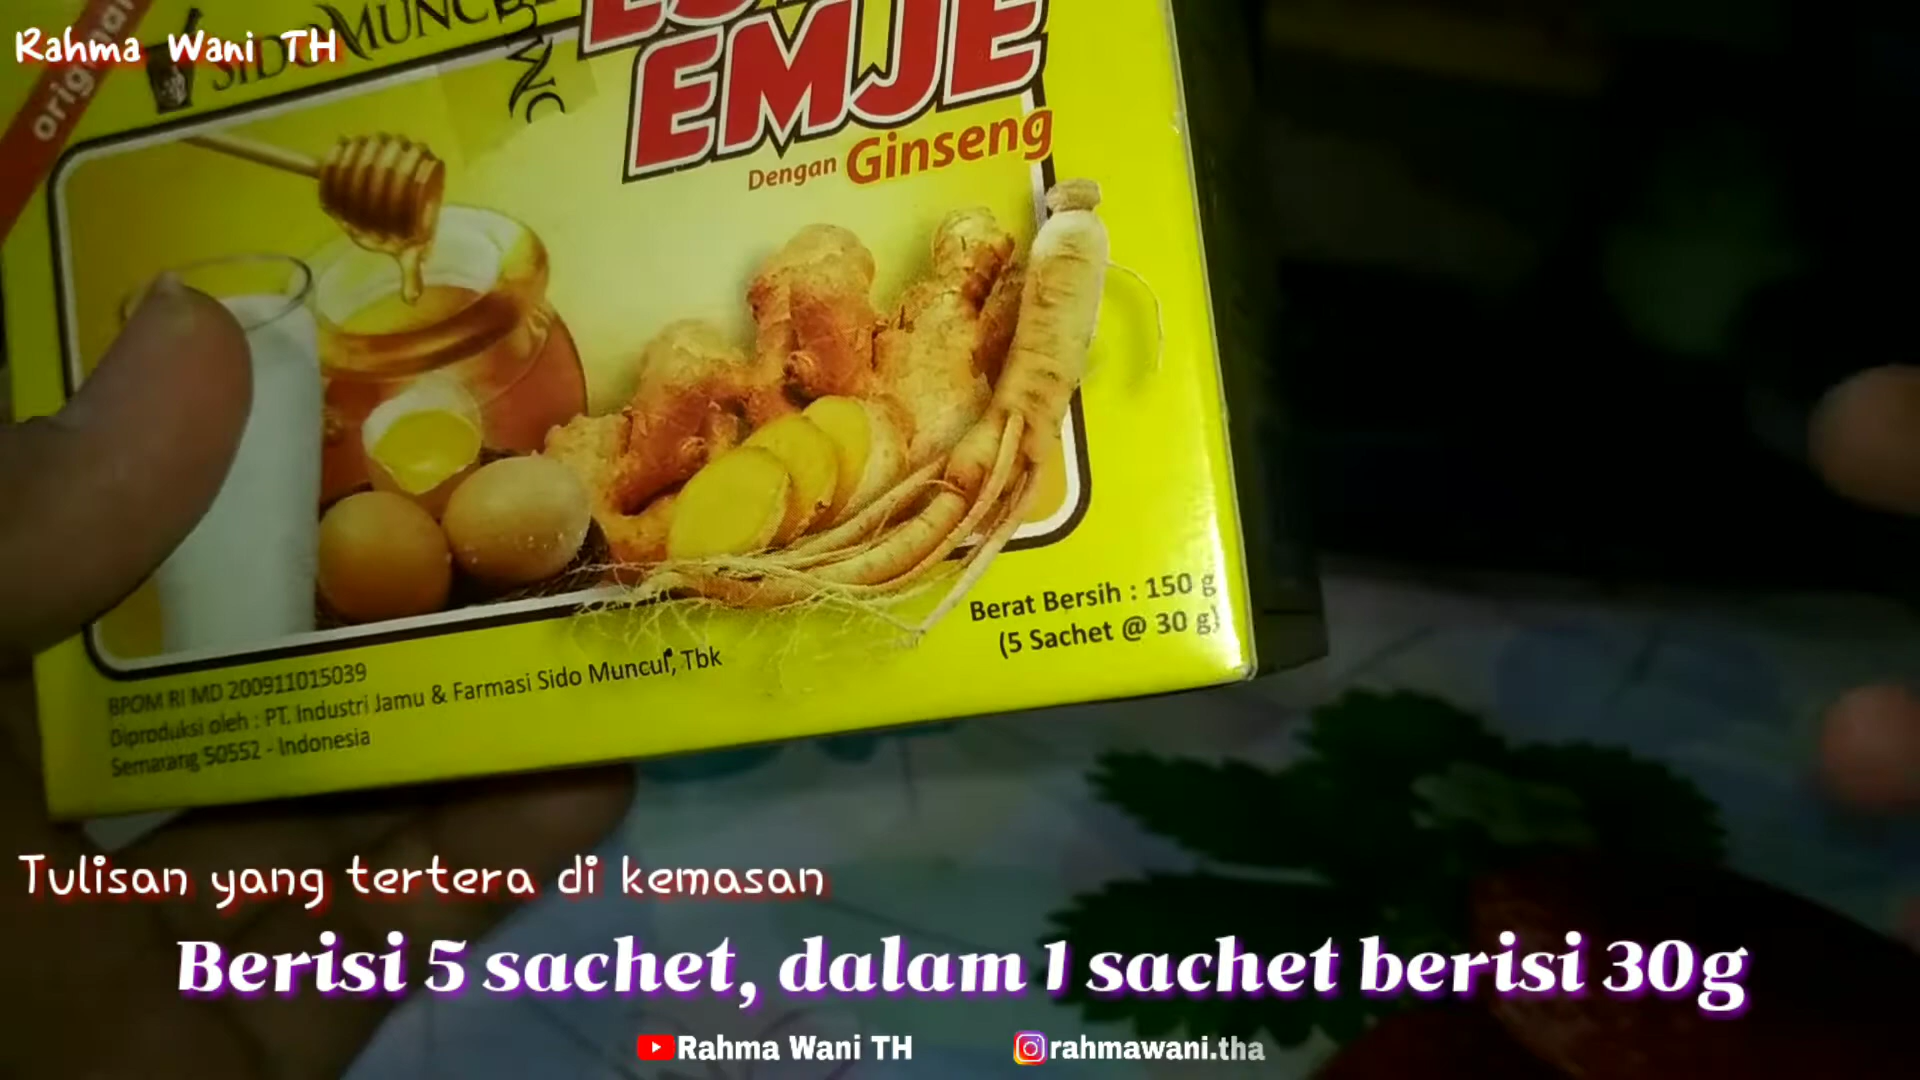 Rahma Wani TH
original
SIDOMUNCUL
EMJE
Dengan Ginseng
Berat Bersih : 150 g
(5 Sachet @ 30 g)
BPOM RI MD 200911015039
Diproduksi oleh : PT. Industri Jamu & Farmasi Sido Muncul, Tbk
Semarang 50552 - Indonesia
Tulisan yang tertera di kemasan
Berisi 5 sachet, dalam 1 sachet berisi 30g
Rahma Wani TH
rahmawani.tha